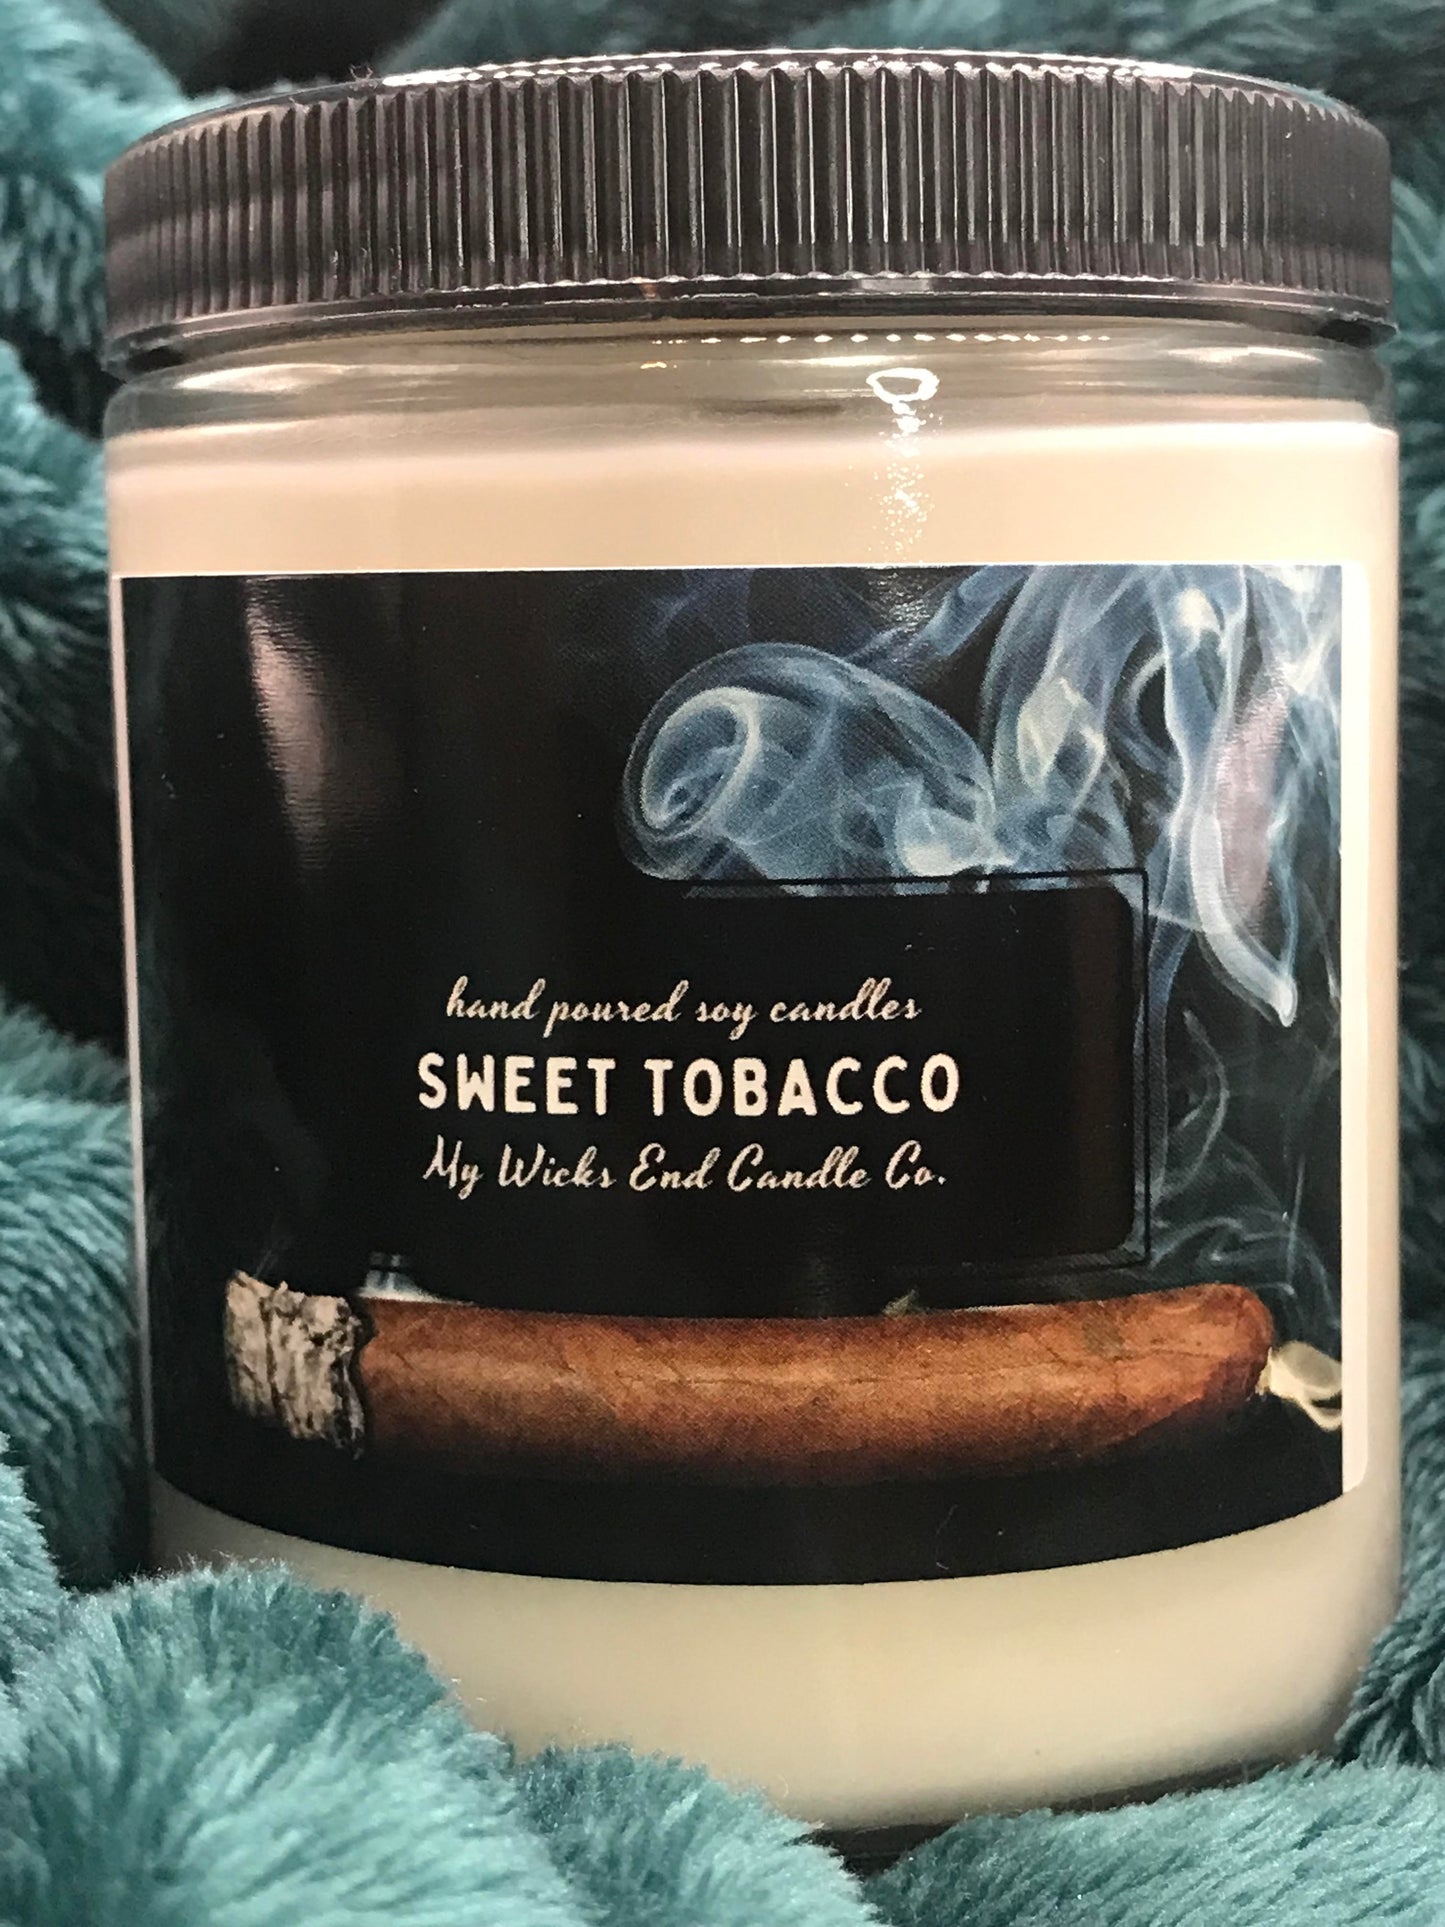 hand poured soy candles
SWEET TOBACCO
My Wicks End Candle Co.